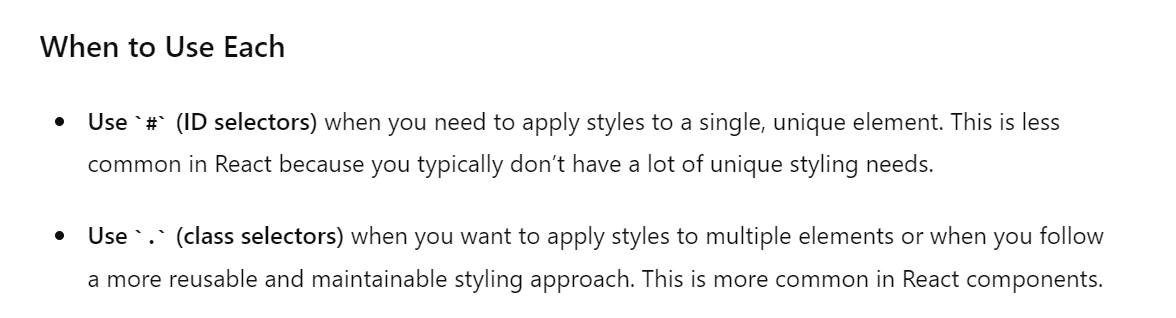 When to Use Each
• Use `#` (ID selectors) when you need to apply styles to a single, unique element. This is less
common in React because you typically don’t have a lot of unique styling needs.
• Use `.` (class selectors) when you want to apply styles to multiple elements or when you follow
a more reusable and maintainable styling approach. This is more common in React components.